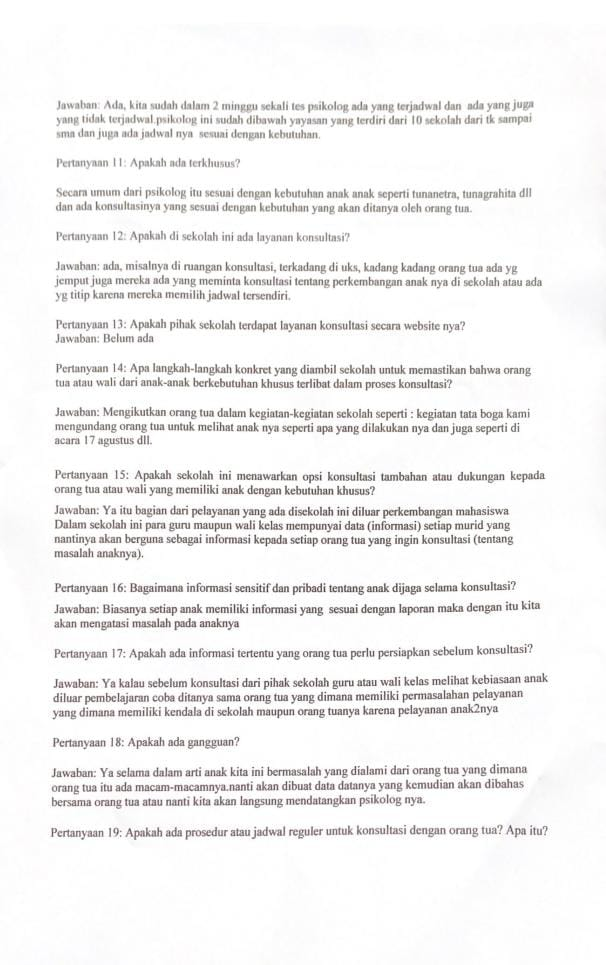 Jawaban: Ada, kita sudah dalam 2 minggu sekali tes psikolog ada yang terjadwal dan ada yang juga
yang tidak terjadwal.psikolog ini sudah dibawah yayasan yang terdiri dari 10 sekolah dari tk sampai
sma dan juga ada jadwal nya sesuai dengan kebutuhan.
Pertanyaan 11: Apakah ada terkhusus?
Secara umum dari psikolog itu sesuai dengan kebutuhan anak anak seperti tunanetra, tunagrahita dll
dan ada konsultasinya yang sesuai dengan kebutuhan yang akan ditanya oleh orang tua.
Pertanyaan 12: Apakah di sekolah ini ada layanan konsultasi?
Jawaban: ada, misalnya di ruangan konsultasi, terkadang di uks, kadang kadang orang tua ada yg
jemput juga mereka ada yang meminta konsultasi tentang perkembangan anak nya di sekolah atau ada
yg titip karena mereka memilih jadwal tersendiri.
Pertanyaan 13: Apakah pihak sekolah terdapat layanan konsultasi secara website nya?
Jawaban: Belum ada
Pertanyaan 14: Apa langkah-langkah konkret yang diambil sekolah untuk memastikan bahwa orang
tua atau wali dari anak-anak berkebutuhan khusus terlibat dalam proses konsultasi?
Jawaban: Mengikutkan orang tua dalam kegiatan-kegiatan sekolah seperti : kegiatan tata boga kami
mengundang orang tua untuk melihat anak nya seperti apa yang dilakukan nya dan juga seperti di
acara 17 agustus dll.
Pertanyaan 15: Apakah sekolah ini menawarkan opsi konsultasi tambahan atau dukungan kepada
orang tua atau wali yang memiliki anak dengan kebutuhan khusus?
Jawaban: Ya itu bagian dari pelayanan yang ada disekolah ini diluar perkembangan mahasiswa
Dalam sekolah ini para guru maupun wali kelas mempunyai data (informasi) setiap murid yang
nantinya akan berguna sebagai informasi kepada setiap orang tua yang ingin konsultasi (tentang
masalah anaknya).
Pertanyaan 16: Bagaimana informasi sensitif dan pribadi tentang anak dijaga selama konsultasi?
Jawaban: Biasanya setiap anak memiliki informasi yang sesuai dengan laporan maka dengan itu kita
akan mengatasi masalah pada anaknya
Pertanyaan 17: Apakah ada informasi tertentu yang orang tua perlu persiapkan sebelum konsultasi?
Jawaban: Ya kalau sebelum konsultasi dari pihak sekolah guru atau wali kelas melihat kebiasaan anak
diluar pembelajaran coba ditanya sama orang tua yang dimana memiliki permasalahan pelayanan
yang dimana memiliki kendala di sekolah maupun orang tuanya karena pelayanan anak2nya
Pertanyaan 18: Apakah ada gangguan?
Jawaban: Ya selama dalam arti anak kita ini bermasalah yang dialami dari orang tua yang dimana
orang tua itu ada macam-macamnya.nanti akan dibuat data datanya yang kemudian akan dibahas
bersama orang tua atau nanti kita akan langsung mendatangkan psikolog nya.
Pertanyaan 19: Apakah ada prosedur atau jadwal reguler untuk konsultasi dengan orang tua? Apa itu?